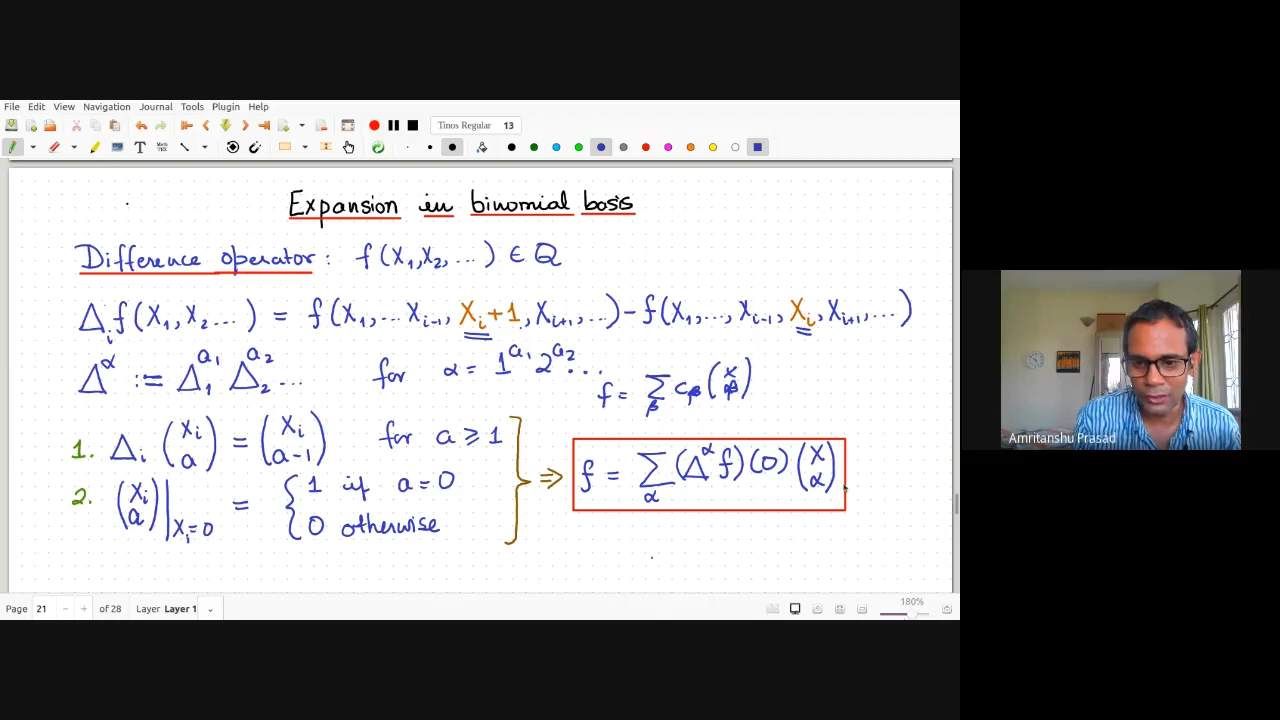 File Edit View Navigation Journal Tools Plugin Help
Tinos Regular 13
Expansion in binomial basis
Difference operator: f(X₁,X₂,...) ∈ Q
Δᵢf(X₁,X₂...) = f(X₁,...Xᵢ₋₁, Xᵢ+1, Xᵢ₊₁,...) - f(X₁,..., Xᵢ₋₁, Xᵢ, Xᵢ₊₁,...)
Δ^α := Δ₁^a₁ Δ₂^a₂ ... for α = 1^a₁ 2^a₂ ...
f = Σ_β c_β (X β)
1. Δᵢ (Xᵢ a) = (Xᵢ a-1) for a ≥ 1
2. (Xᵢ a)|Xᵢ=0 = { 1 if a=0
0 otherwise
⇒ f = Σ_α (Δ^α f)(0) (X α)
Page 21 of 28 Layer Layer 1 180%
Amritanshu Prasad